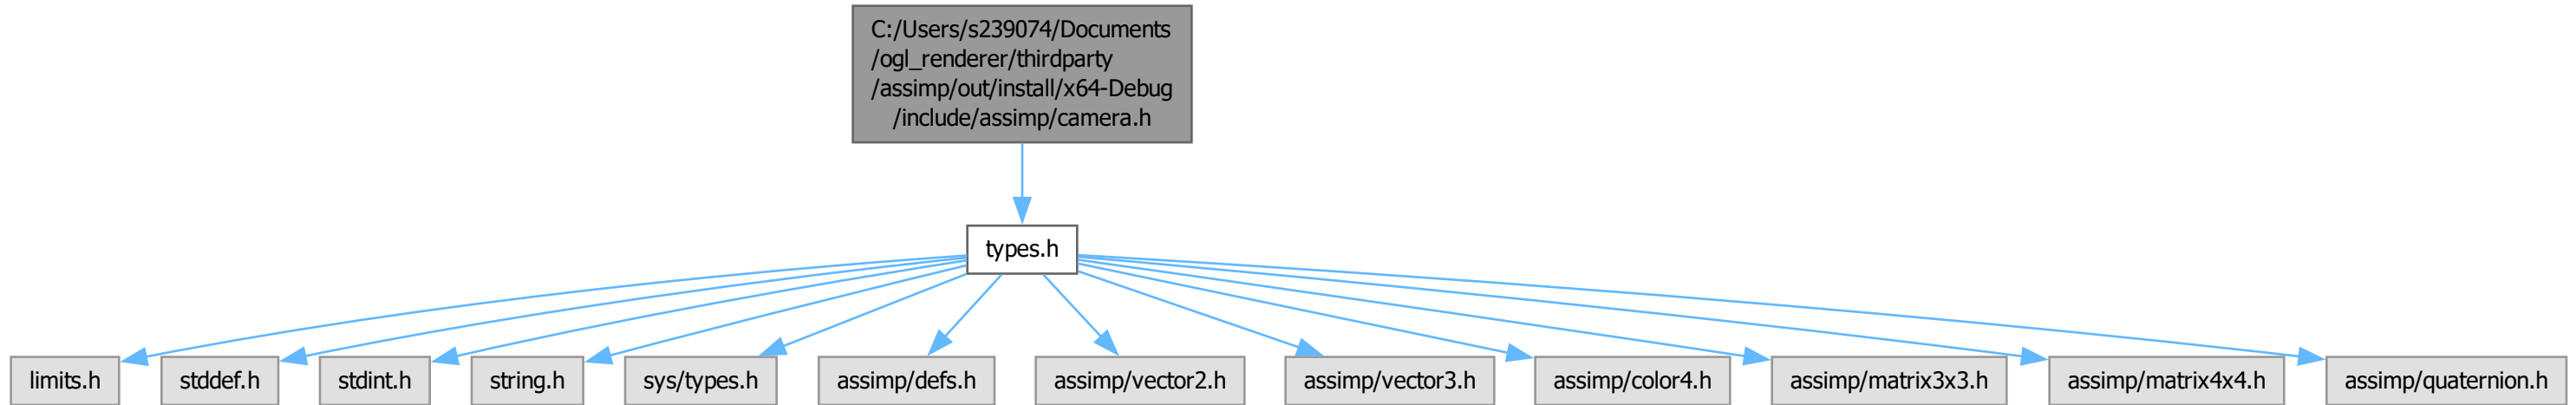 C:/Users/s239074/Documents
/ogl_renderer/thirdparty
/assimp/out/install/x64-Debug
/include/assimp/camera.h
types.h
limits.h
stddef.h
stdint.h
string.h
sys/types.h
assimp/defs.h
assimp/vector2.h
assimp/vector3.h
assimp/color4.h
assimp/matrix3x3.h
assimp/matrix4x4.h
assimp/quaternion.h